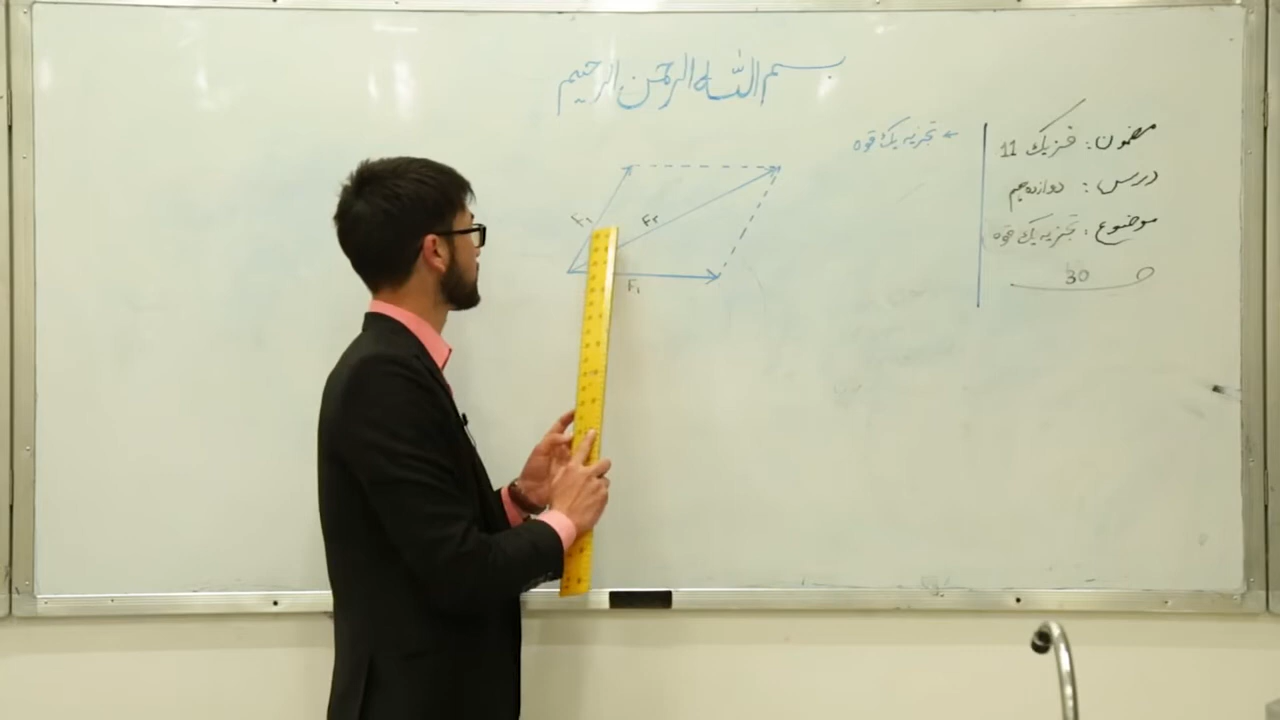 بسم الله الرحمن الرحیم
مضمون: فزیک 11
درس: دوازدهم
موضوع: تجزیه یک قوه
30
← تجزیه یک قوه
F₂
F₁